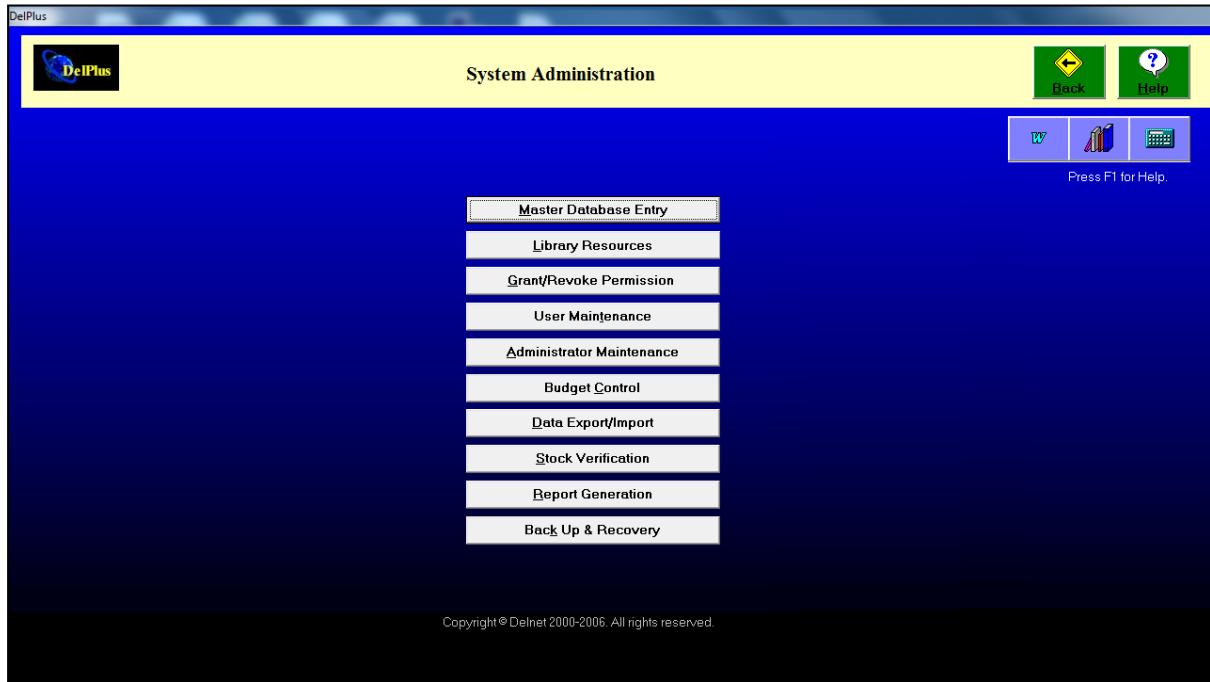 DelPlus
DelPlus
System Administration
Back
Help
W
Press F1 for Help.
Master Database Entry
Library Resources
Grant/Revoke Permission
User Maintenance
Administrator Maintenance
Budget Control
Data Export/Import
Stock Verification
Report Generation
Back Up & Recovery
Copyright © Delnet 2000-2006. All rights reserved.